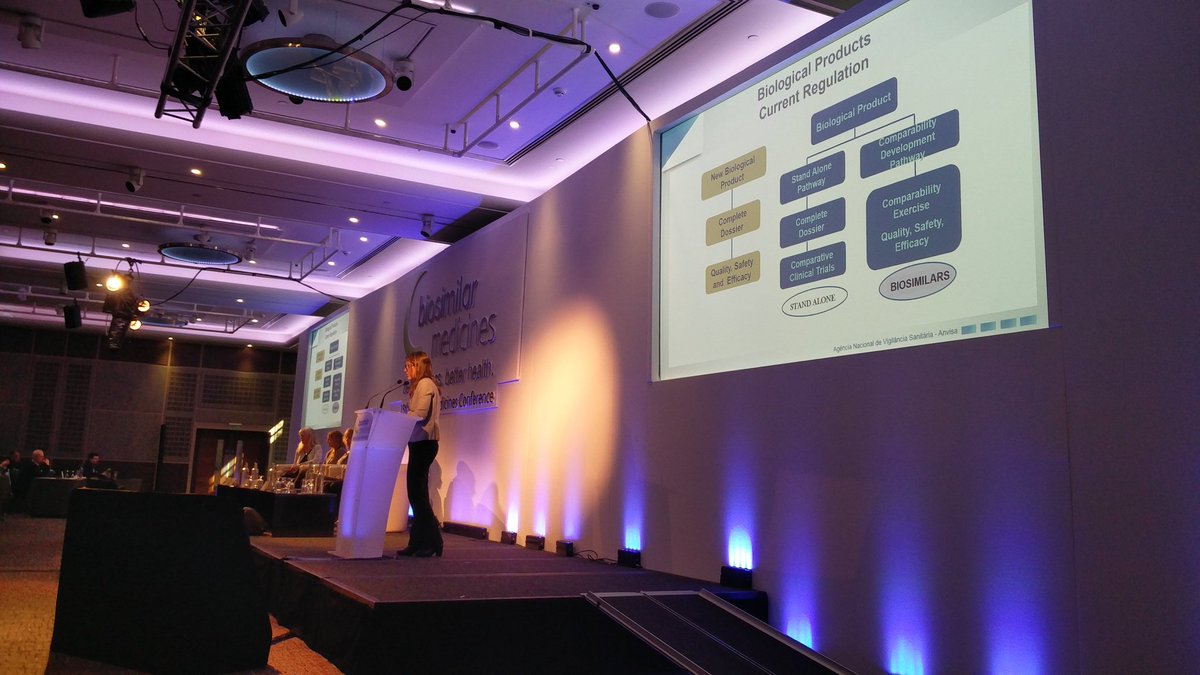 Biological Products
Current Regulation
Biological Product
New Biological
Product
Complete
Dossier
Quality, Safety
and Efficacy
Stand Alone
Pathway
Complete
Dossier
Comparative
Clinical Trials
STAND ALONE
Comparability
Development
Pathway
Comparability
Exercise
Quality, Safety,
Efficacy
BIOSIMILARS
Agência Nacional de Vigilância Sanitária - Anvisa
biosimilar
medicines
better health,
Conference